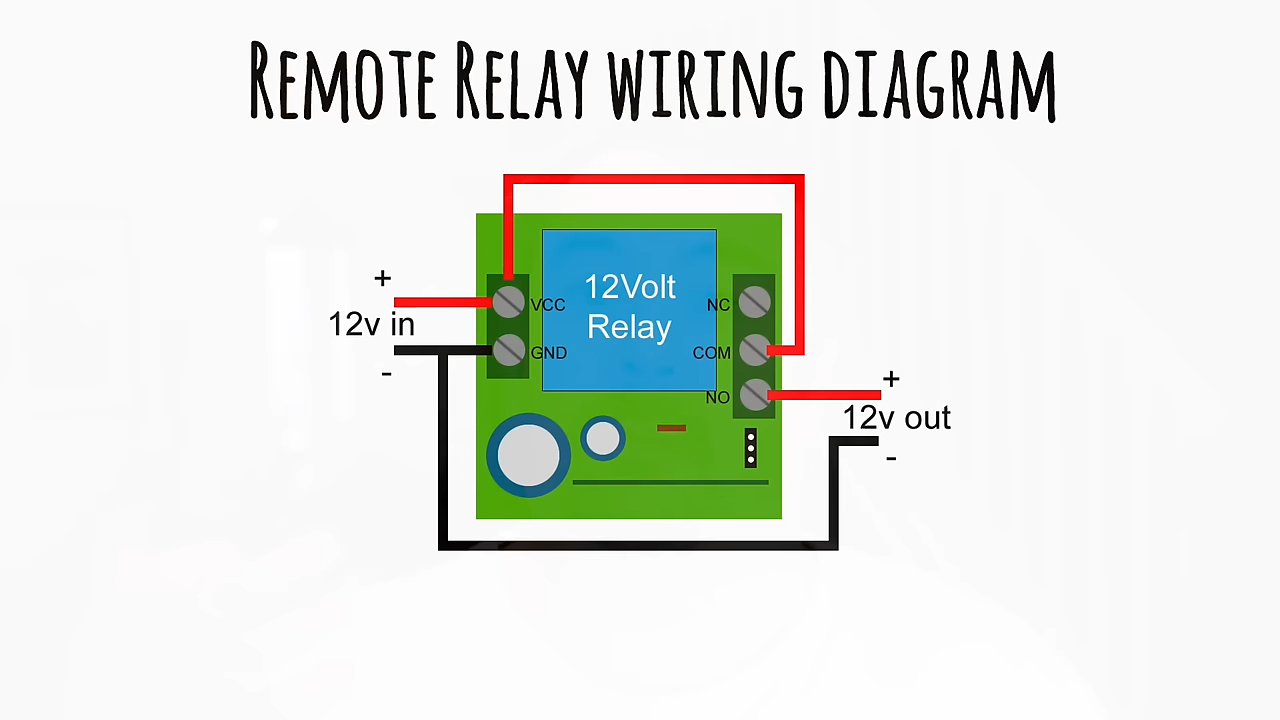 Remote Relay wiring diagram
+
12v in
-
VCC
GND
12Volt
Relay
NC
COM
NO
+
12v out
-